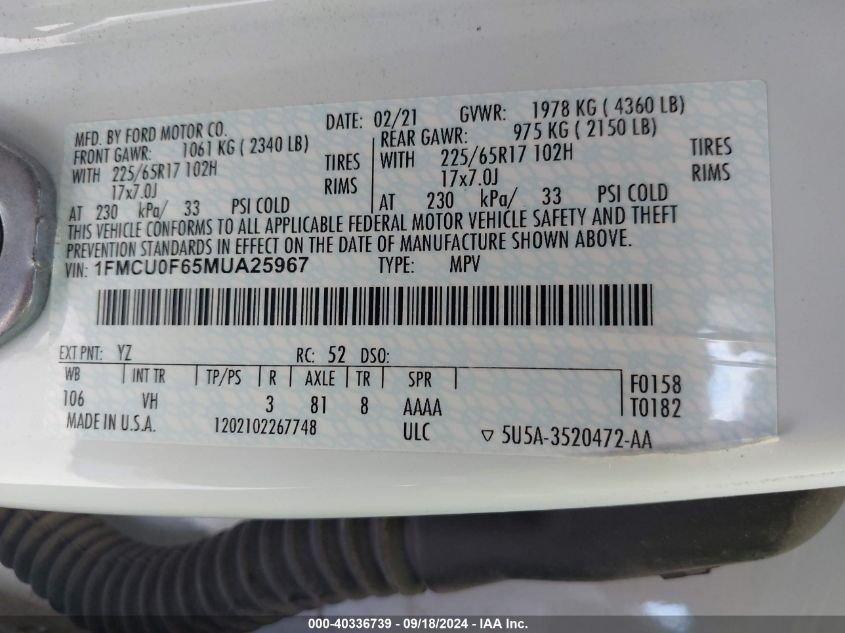 MFD. BY FORD MOTOR CO. DATE: 02/21 GVWR: 1978 KG ( 4360 LB)
FRONT GAWR: 1061 KG ( 2340 LB) REAR GAWR: 975 KG ( 2150 LB)
WITH 225/65R17 102H TIRES WITH 225/65R17 102H TIRES
17x7.0J RIMS 17x7.0J RIMS
AT 230 kPa/ 33 PSI COLD AT 230 kPa/ 33 PSI COLD
THIS VEHICLE CONFORMS TO ALL APPLICABLE FEDERAL MOTOR VEHICLE SAFETY AND THEFT
PREVENTION STANDARDS IN EFFECT ON THE DATE OF MANUFACTURE SHOWN ABOVE.
VIN: 1FMCU0F65MUA25967 TYPE: MPV
EXT PNT: YZ RC: 52 DSO:
WB INT TR TP/PS R AXLE TR SPR F0158
106 VH 3 81 8 AAAA T0182
MADE IN U.S.A. 1202102267748 ULC ▽ 5U5A-3520472-AA
000-40336739 - 09/18/2024 - IAA Inc.